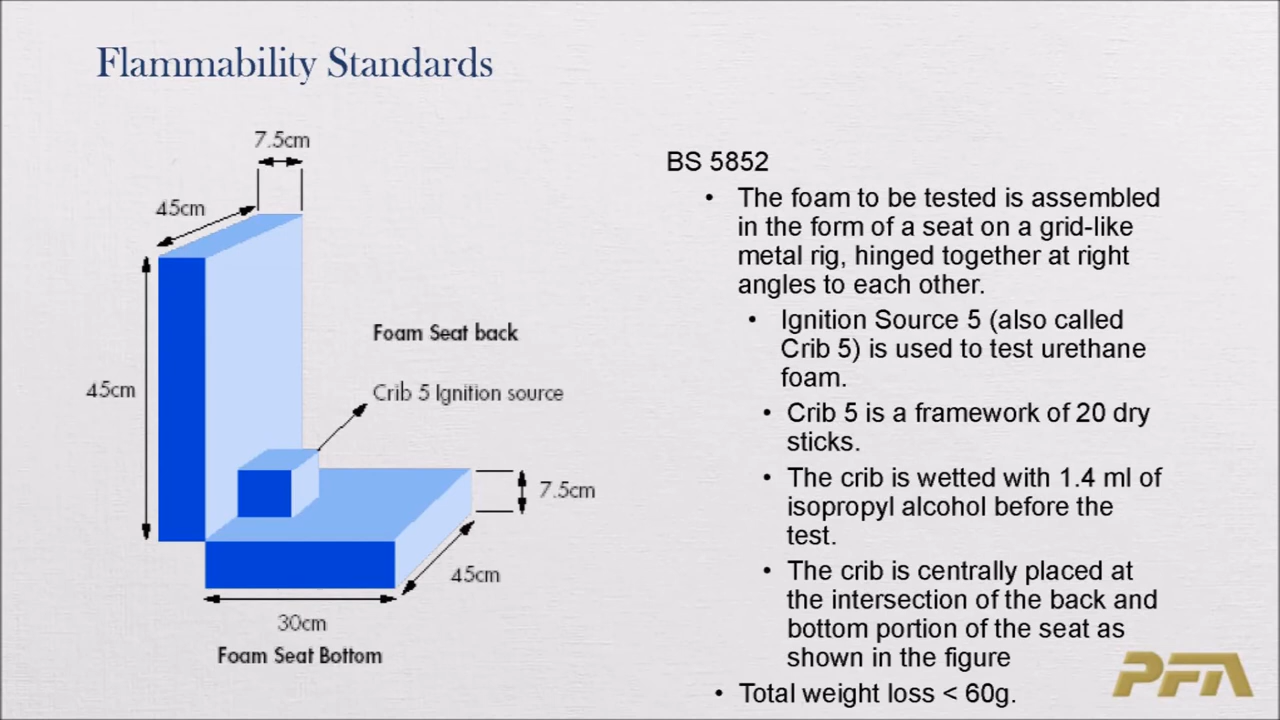 Flammability Standards
7.5cm
45cm
45cm
Foam Seat back
Crib 5 Ignition source
7.5cm
45cm
30cm
Foam Seat Bottom
BS 5852
• The foam to be tested is assembled
in the form of a seat on a grid-like
metal rig, hinged together at right
angles to each other.
• Ignition Source 5 (also called
Crib 5) is used to test urethane
foam.
• Crib 5 is a framework of 20 dry
sticks.
• The crib is wetted with 1.4 ml of
isopropyl alcohol before the
test.
• The crib is centrally placed at
the intersection of the back and
bottom portion of the seat as
shown in the figure
• Total weight loss < 60g.
PFA